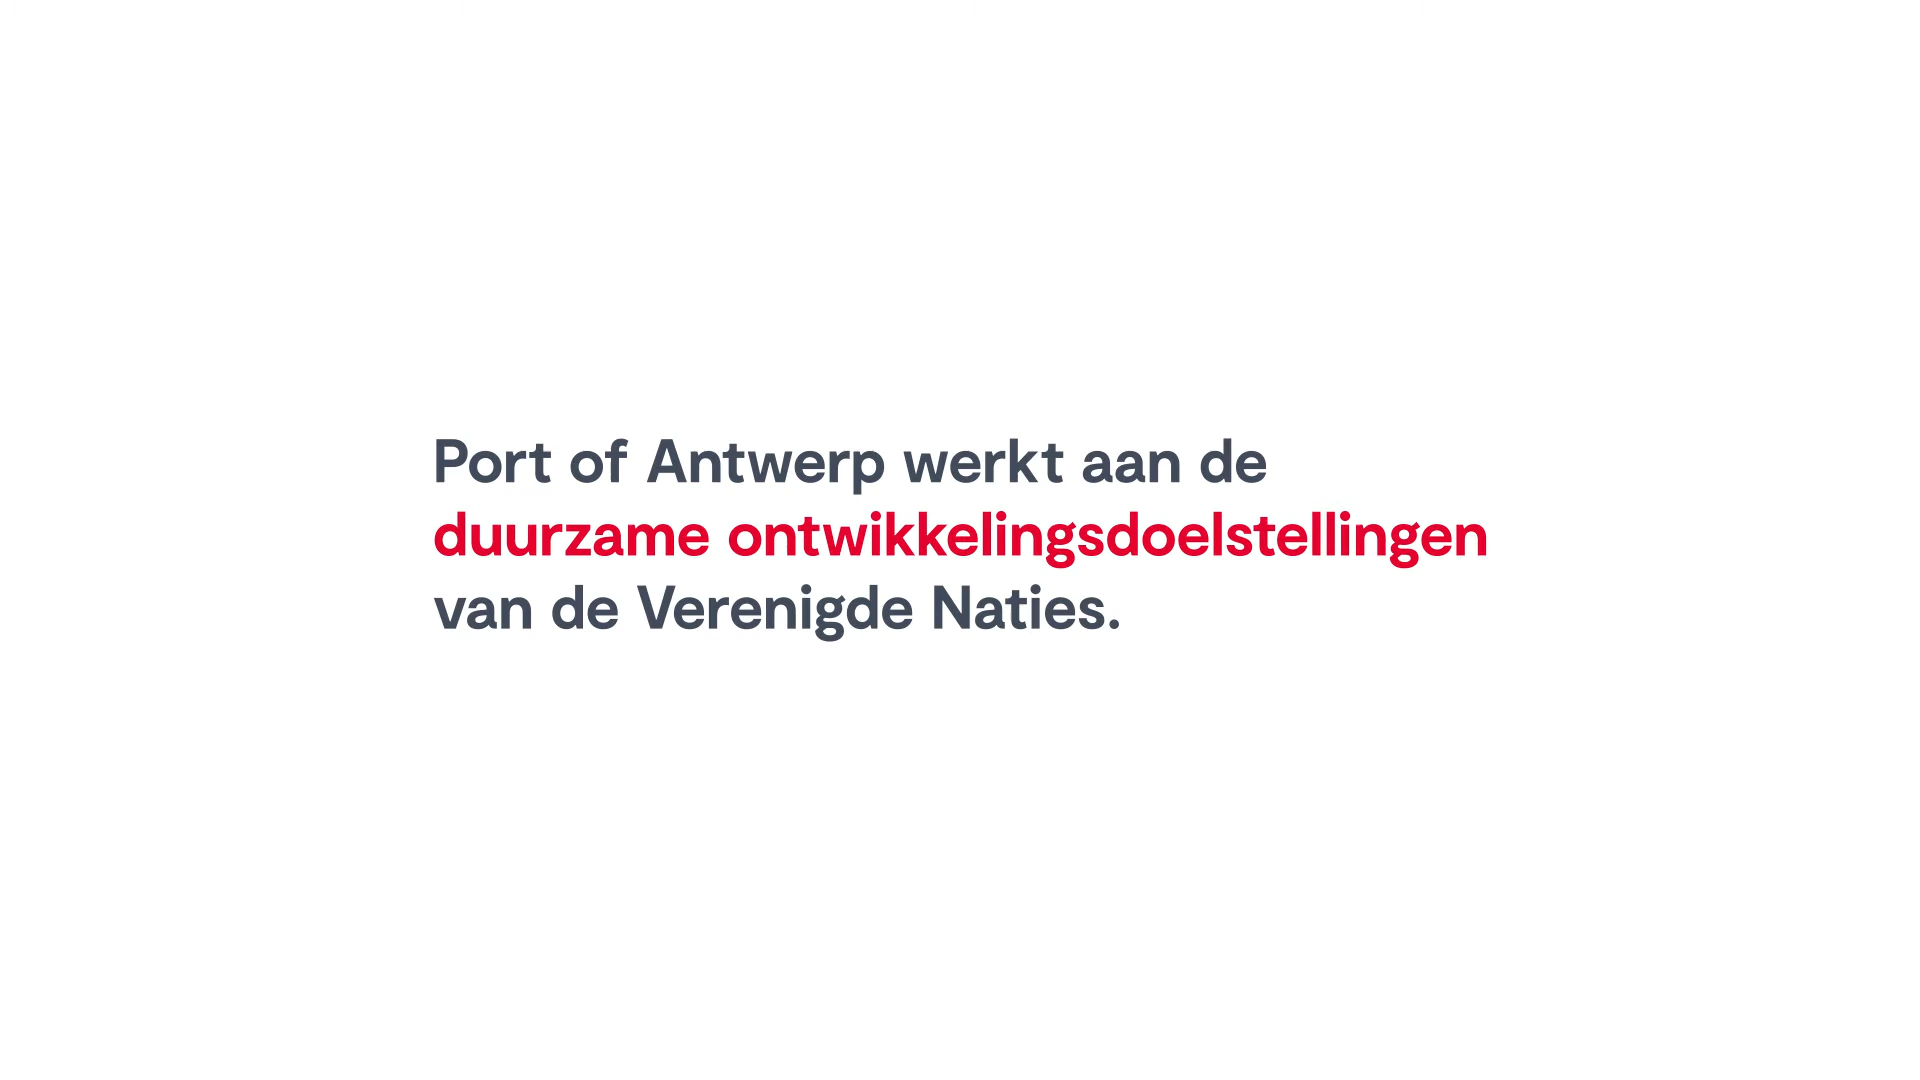 Port of Antwerp werkt aan de
duurzame ontwikkelingsdoelstellingen
van de Verenigde Naties.